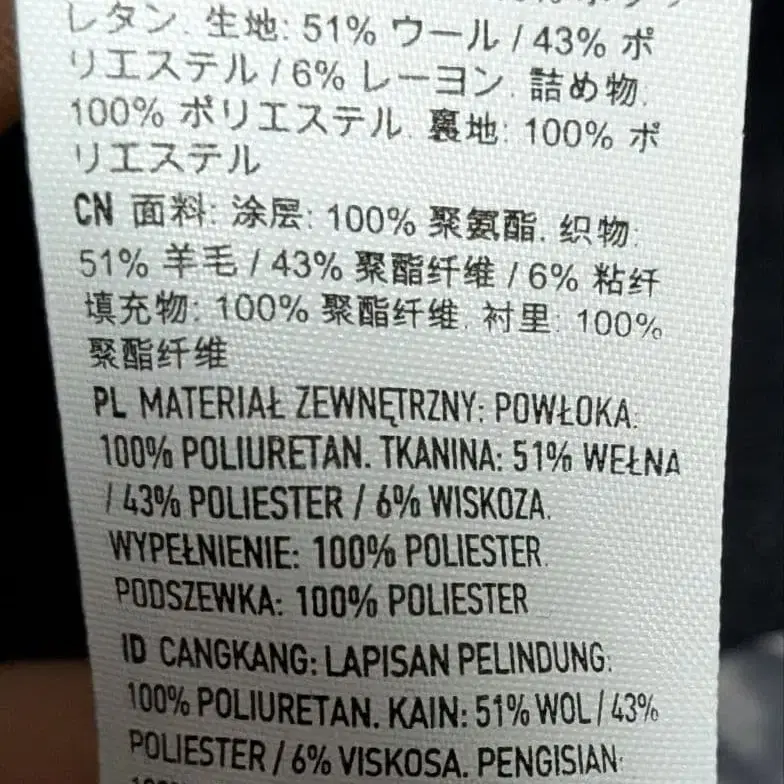 レタン. 生地: 51% ウール / 43% ポ
リエステル / 6% レーヨン. 詰め物:
100% ポリエステル. 裏地: 100% ポ
リエステル
CN 面料: 涂层: 100% 聚氨酯. 织物:
51% 羊毛 / 43% 聚酯纤维 / 6% 粘纤
填充物: 100% 聚酯纤维. 衬里: 100%
聚酯纤维
PL MATERIAŁ ZEWNĘTRZNY: POWŁOKA:
100% POLIURETAN. TKANINA: 51% WEŁNA
/ 43% POLIESTER / 6% WISKOZA.
WYPEŁNIENIE: 100% POLIESTER.
PODSZEWKA: 100% POLIESTER
ID CANGKANG: LAPISAN PELINDUNG:
100% POLIURETAN. KAIN: 51% WOL / 43%
POLIESTER / 6% VISKOSA. PENGISIAN: